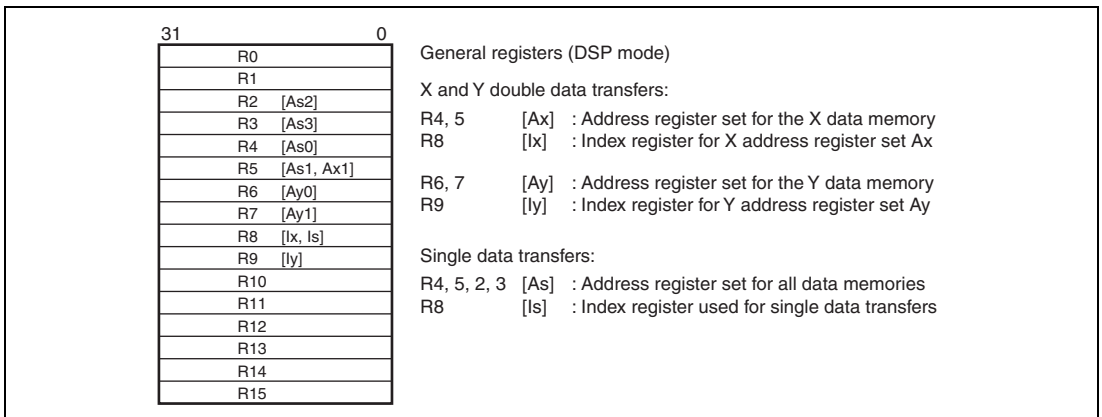 31 0
R0
R1
R2 [As2]
R3 [As3]
R4 [As0]
R5 [As1, Ax1]
R6 [Ay0]
R7 [Ay1]
R8 [Ix, Is]
R9 [Iy]
R10
R11
R12
R13
R14
R15
General registers (DSP mode)
X and Y double data transfers:
R4, 5 [Ax] : Address register set for the X data memory
R8 [Ix] : Index register for X address register set Ax
R6, 7 [Ay] : Address register set for the Y data memory
R9 [Iy] : Index register for Y address register set Ay
Single data transfers:
R4, 5, 2, 3 [As] : Address register set for all data memories
R8 [Is] : Index register used for single data transfers